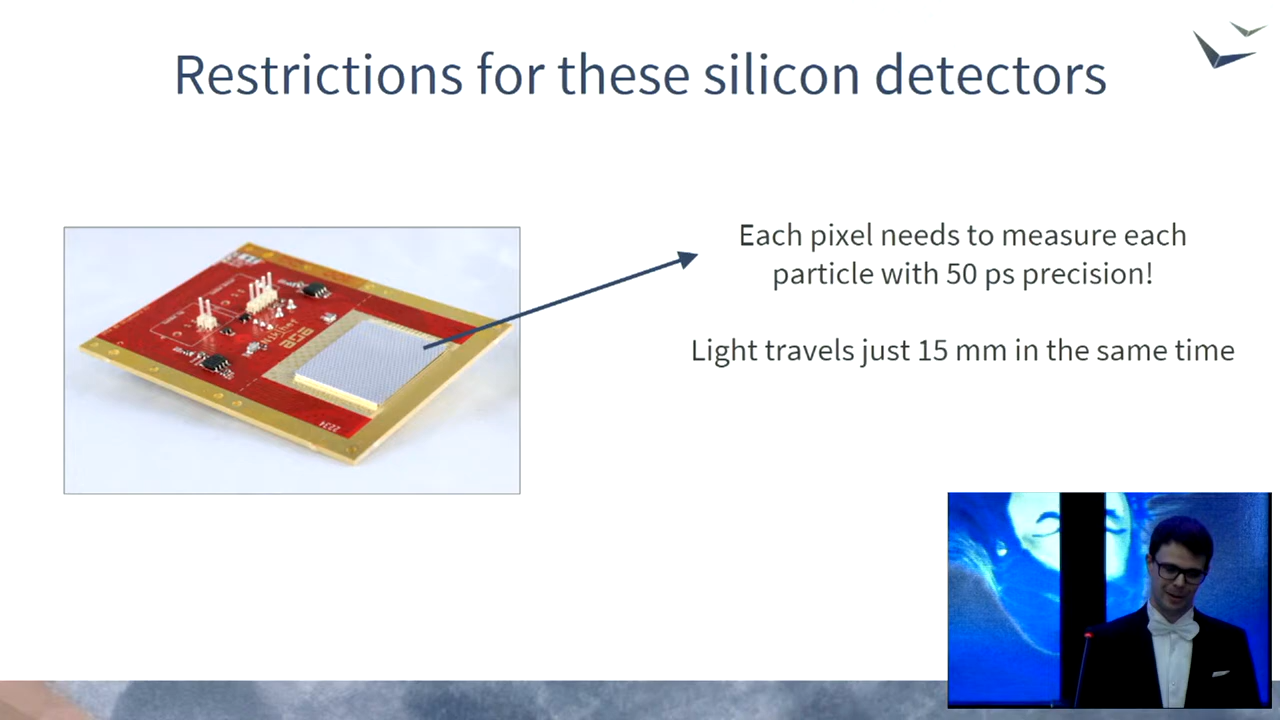 Restrictions for these silicon detectors
Each pixel needs to measure each
particle with 50 ps precision!
Light travels just 15 mm in the same time
Nikhef